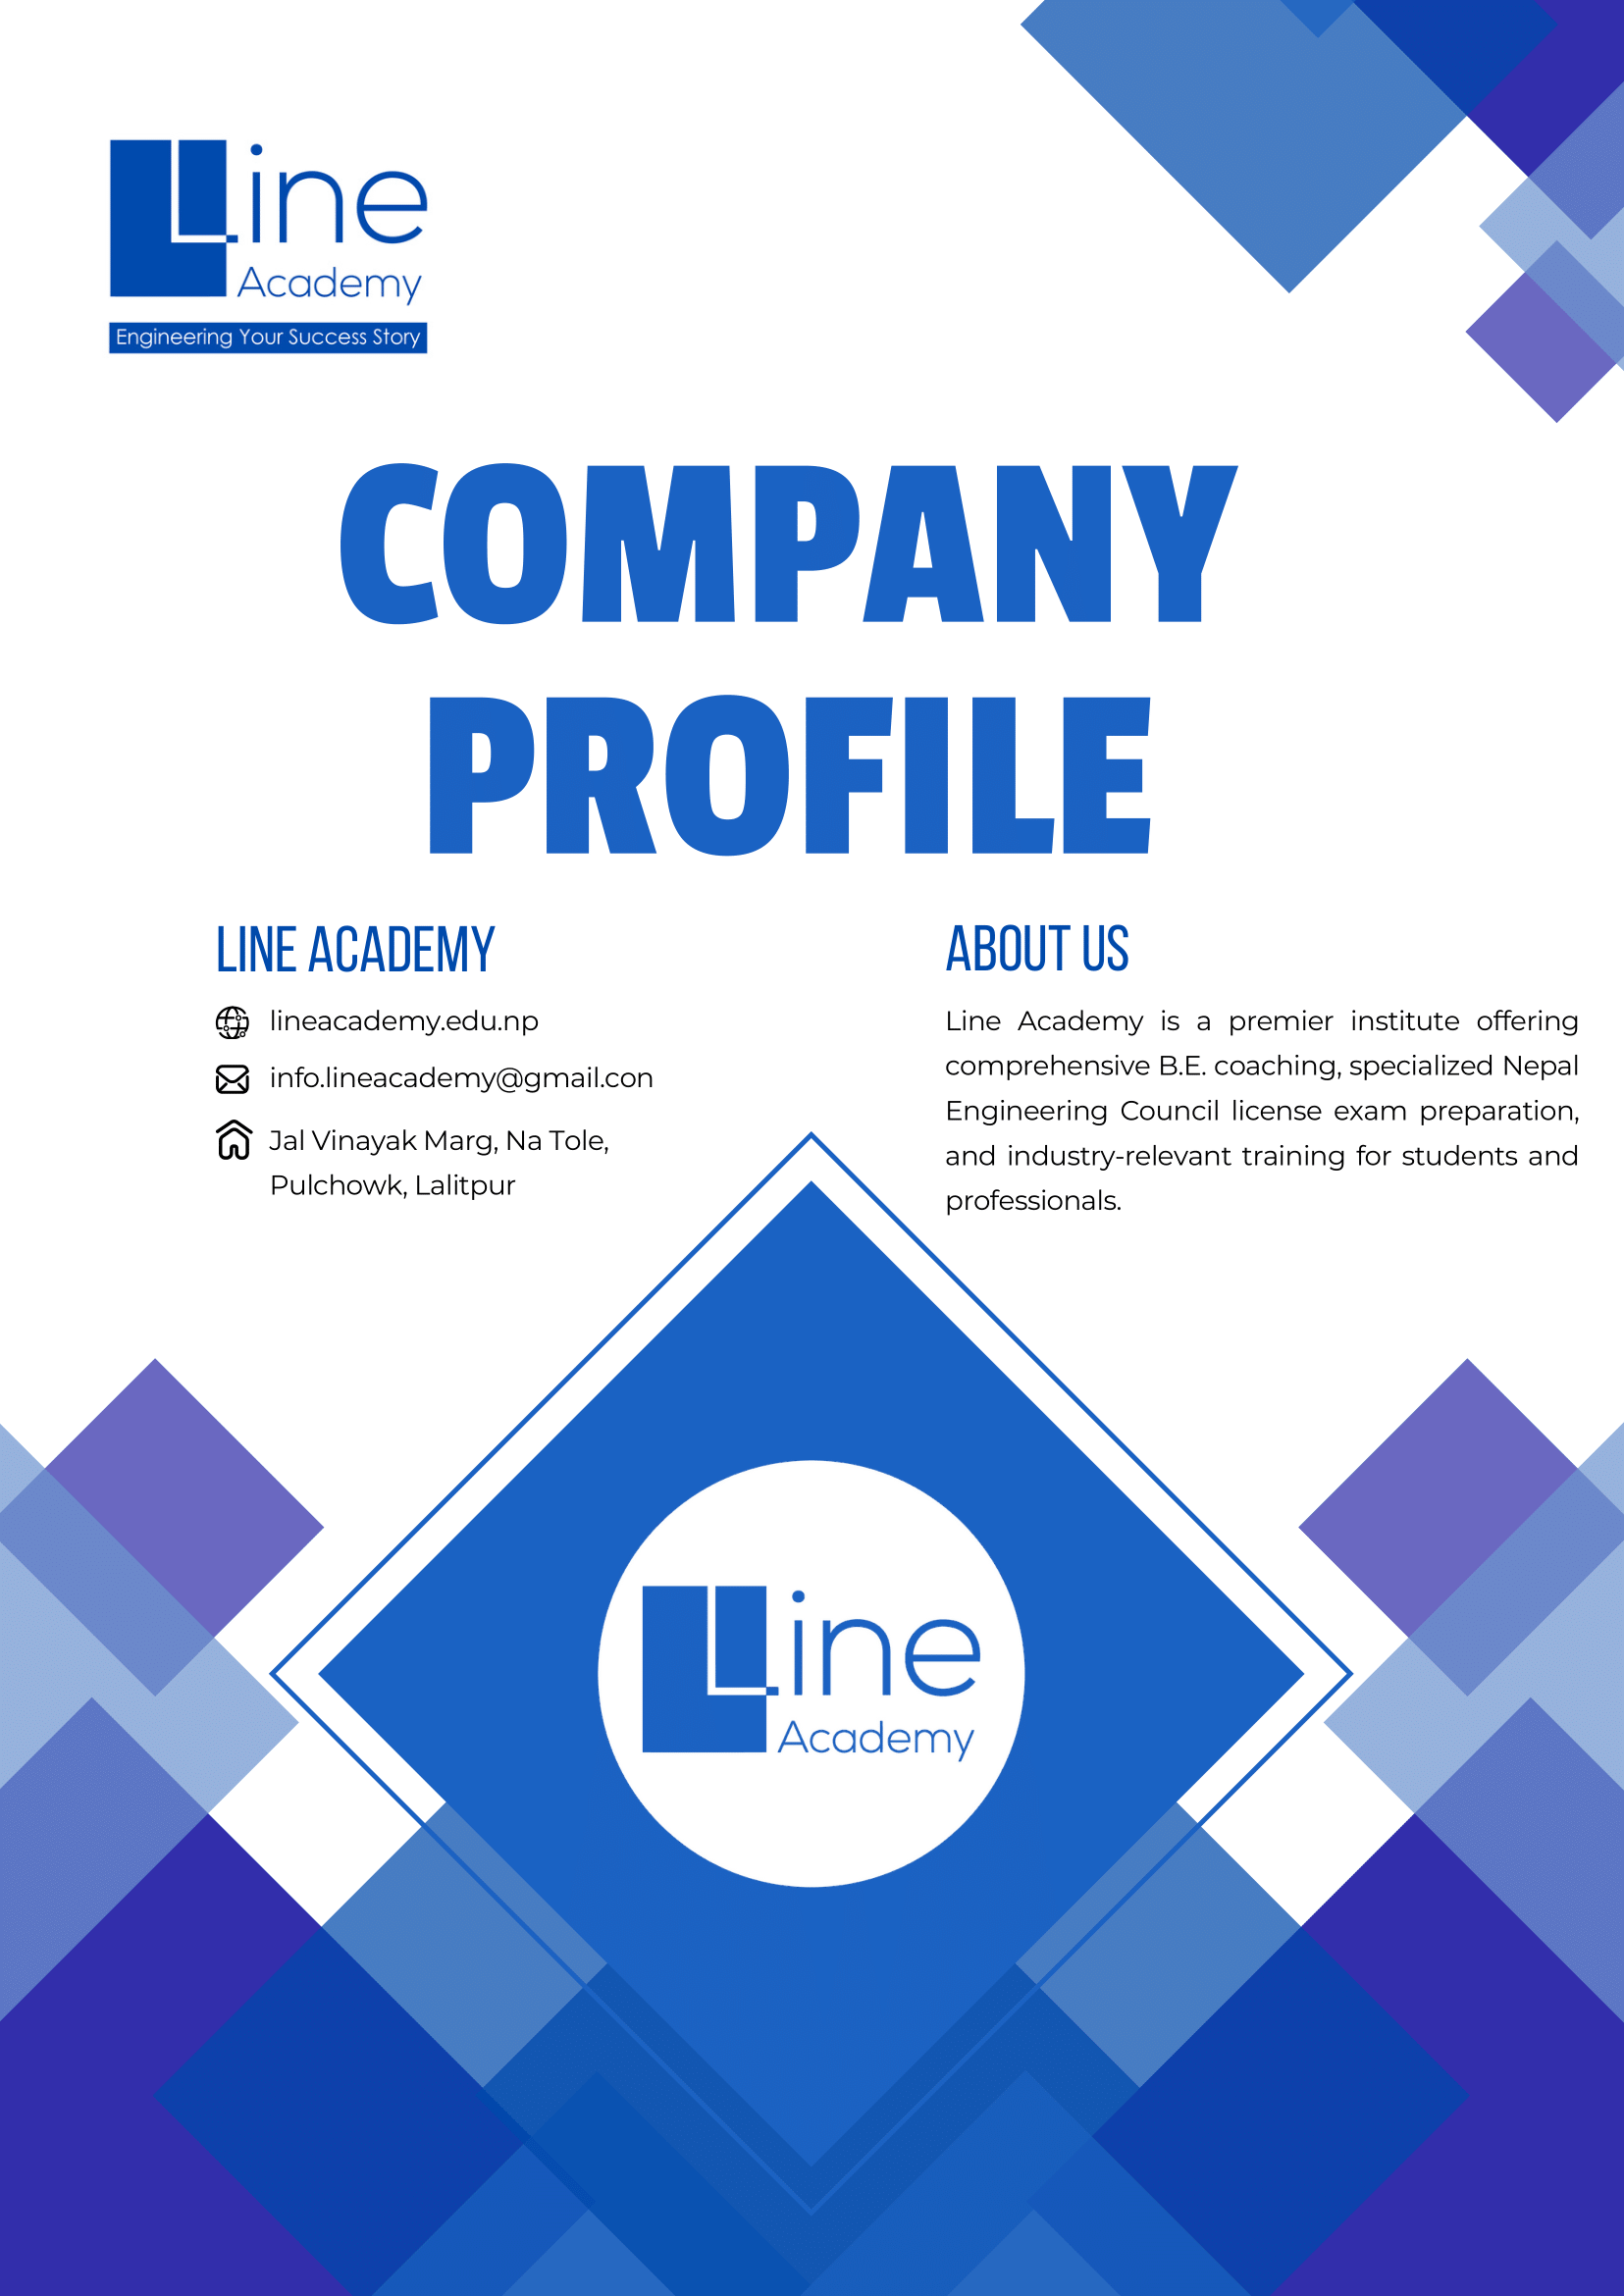 Line
Academy
Engineering Your Success Story
COMPANY
PROFILE
LINE ACADEMY
lineacademy.edu.np
info.lineacademy@gmail.con
Jal Vinayak Marg, Na Tole,
Pulchowk, Lalitpur
ABOUT US
Line Academy is a premier institute offering
comprehensive B.E. coaching, specialized Nepal
Engineering Council license exam preparation,
and industry-relevant training for students and
professionals.
Line
Academy